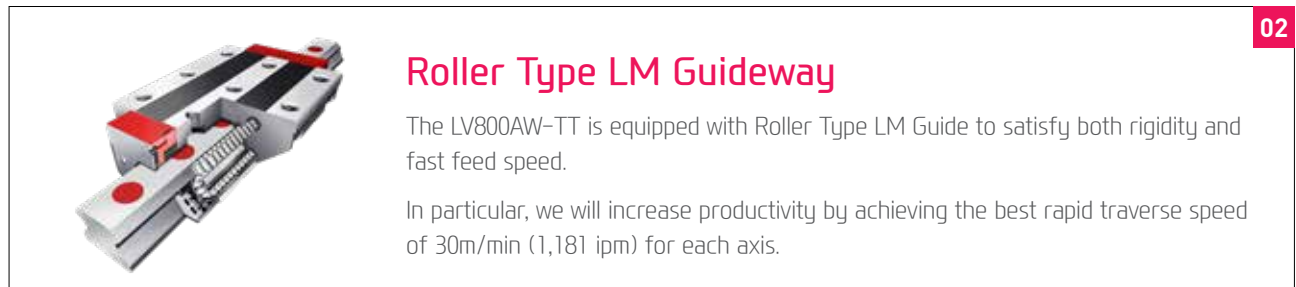 02
Roller Type LM Guideway
The LV800AW-TT is equipped with Roller Type LM Guide to satisfy both rigidity and
fast feed speed.
In particular, we will increase productivity by achieving the best rapid traverse speed
of 30m/min (1,181 ipm) for each axis.